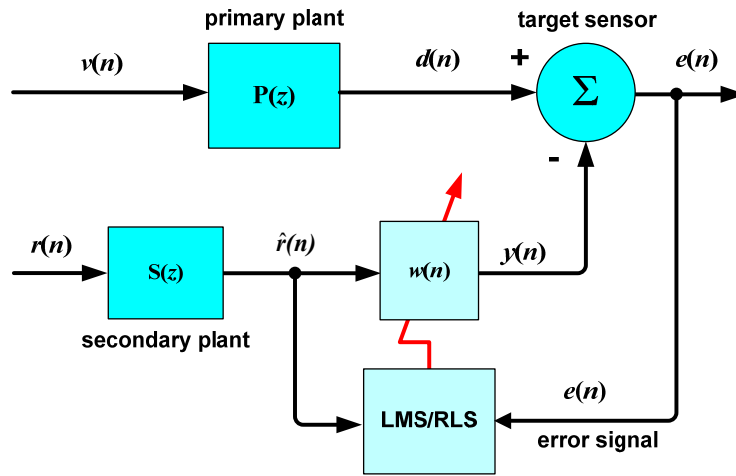 primary plant
target sensor
v(n)
P(z)
d(n)
+
Σ
e(n)
-
r(n)
S(z)
r̂(n)
w(n)
y(n)
secondary plant
LMS/RLS
e(n)
error signal